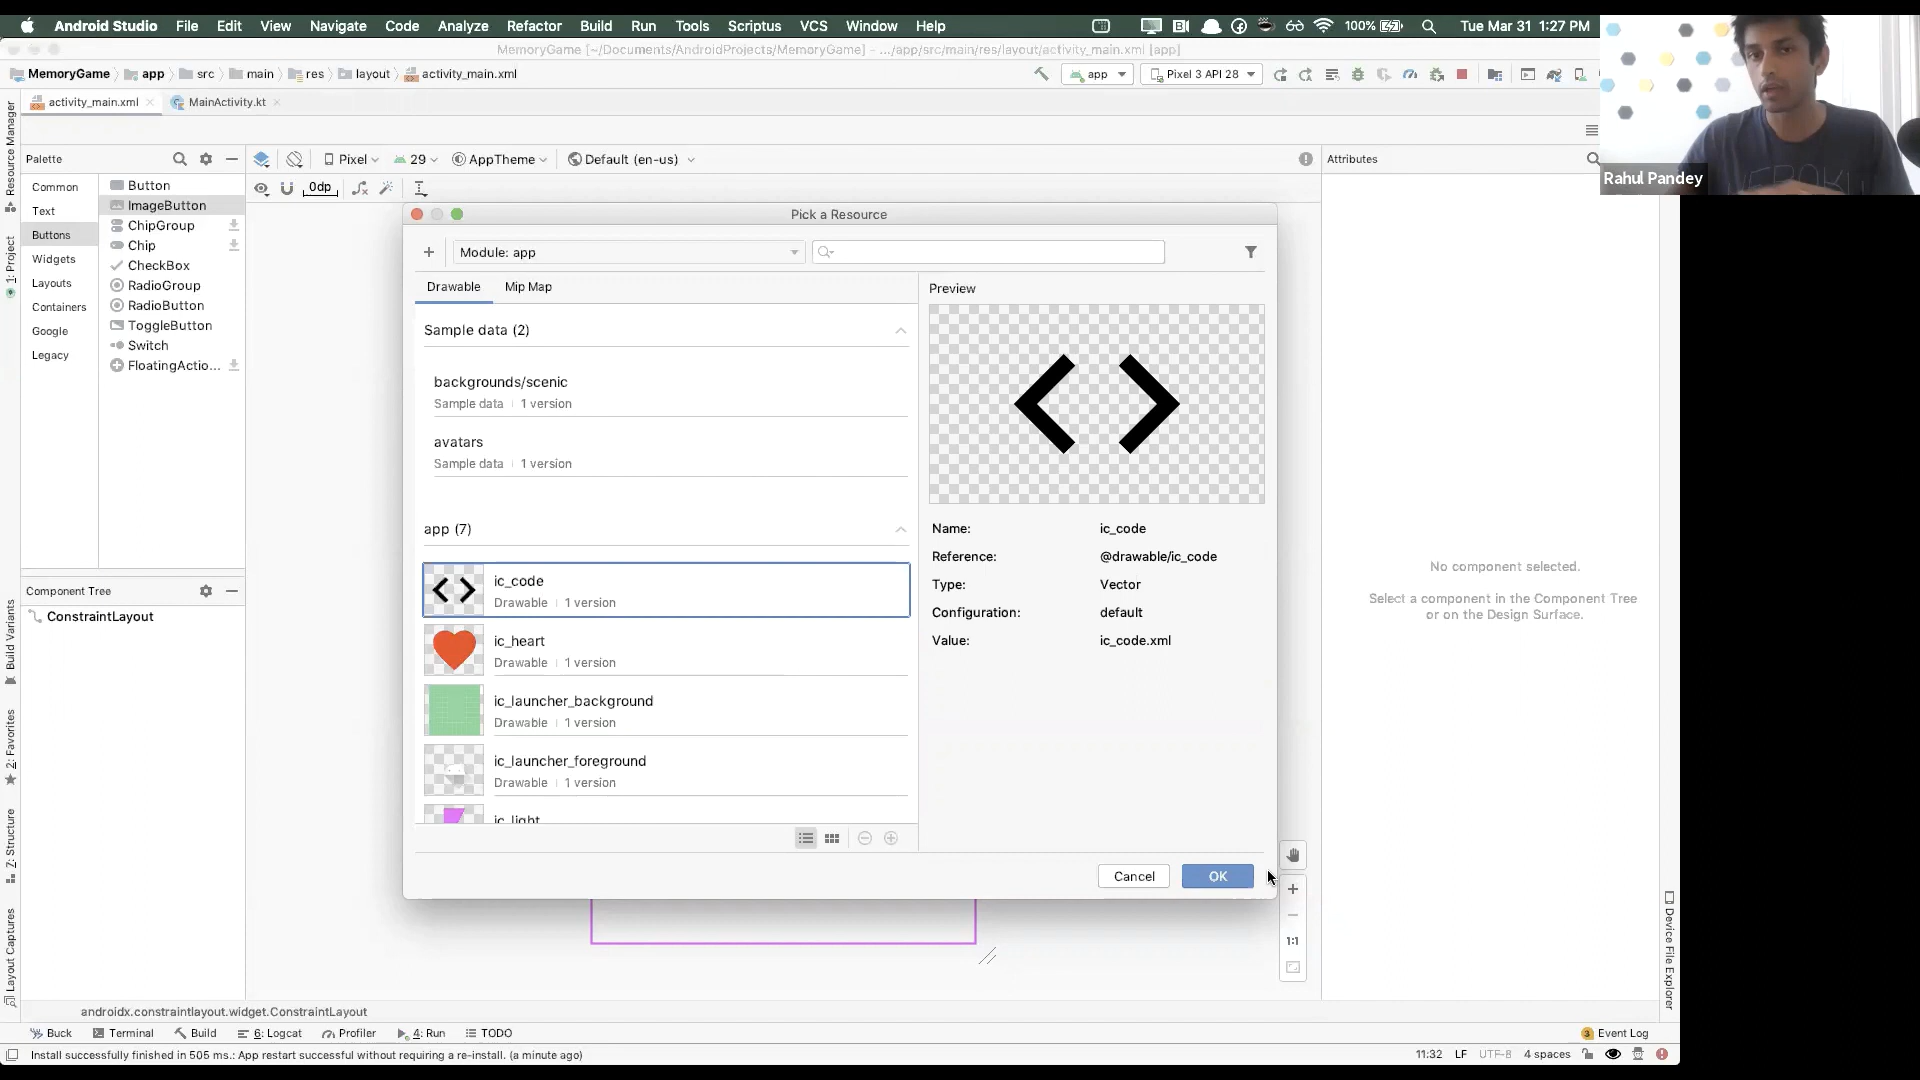 Android Studio File Edit View Navigate Code Analyze Refactor Build Run Tools Scriptus VCS Window Help 100% Tue Mar 31 1:27 PM
MemoryGame [~/Documents/AndroidProjects/MemoryGame] - .../app/src/main/res/layout/activity_main.xml [app]
MemoryGame app src main res layout activity_main.xml app Pixel 3 API 28
activity_main.xml MainActivity.kt
Palette Pixel 29 AppTheme Default (en-us) Attributes
0dp
Common
Text
Buttons
Widgets
Layouts
Containers
Google
Legacy
Button
ImageButton
ChipGroup
Chip
CheckBox
RadioGroup
RadioButton
ToggleButton
Switch
FloatingActio...
Component Tree
ConstraintLayout
Resource Manager
1: Project
Build Variants
2: Favorites
Z: Structure
Layout Captures
Pick a Resource
Module: app
Drawable Mip Map
Sample data (2)
backgrounds/scenic
Sample data 1 version
avatars
Sample data 1 version
app (7)
ic_code
Drawable 1 version
ic_heart
Drawable 1 version
ic_launcher_background
Drawable 1 version
ic_launcher_foreground
Drawable 1 version
ic_light
Preview
Name: ic_code
Reference: @drawable/ic_code
Type: Vector
Configuration: default
Value: ic_code.xml
Cancel OK
1:1
No component selected.
Select a component in the Component Tree
or on the Design Surface.
Rahul Pandey
Device File Explorer
androidx.constraintlayout.widget.ConstraintLayout
Buck Terminal Build 6: Logcat Profiler 4: Run TODO 3 Event Log
Install successfully finished in 505 ms.: App restart successful without requiring a re-install. (a minute ago) 11:32 LF UTF-8 4 spaces